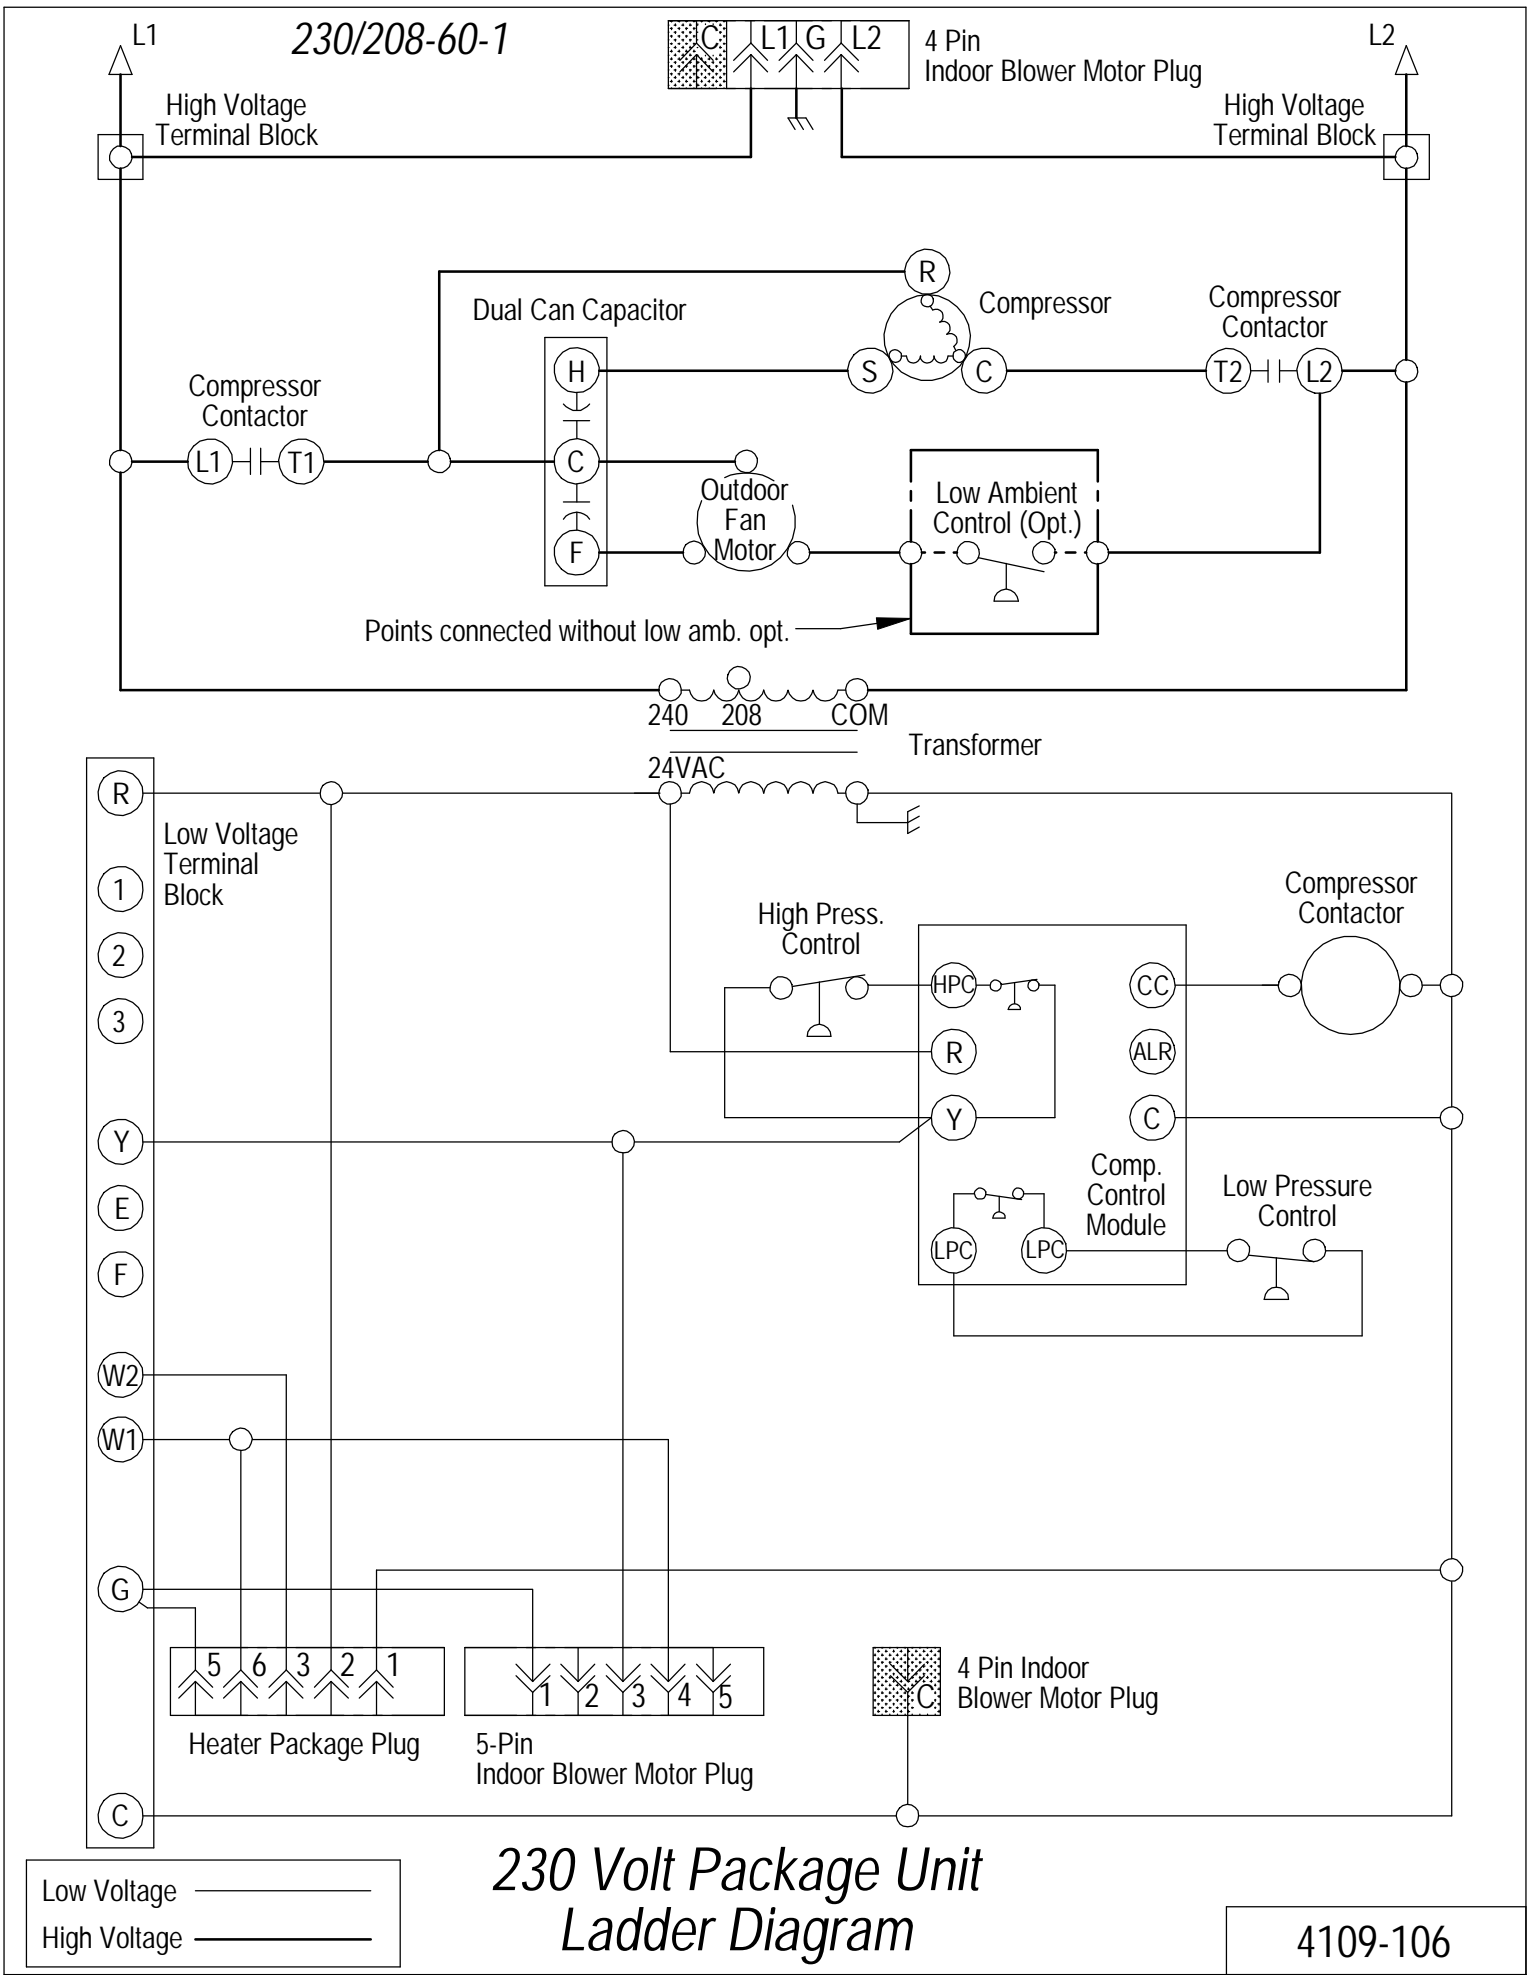 L1
230/208-60-1
C L1 G L2
4 Pin
Indoor Blower Motor Plug
L2
High Voltage
Terminal Block
High Voltage
Terminal Block
R
Dual Can Capacitor
Compressor
Compressor
Contactor
H
S
C
T2
L2
Compressor
Contactor
L1
T1
C
Outdoor
Fan
Motor
Low Ambient
Control (Opt.)
F
Points connected without low amb. opt.
240 208 COM
Transformer
24VAC
R
Low Voltage
Terminal
Block
1
2
3
Y
E
F
W2
W1
G
C
High Press.
Control
Compressor
Contactor
HPC
CC
R
ALR
Y
C
Comp.
Control
Module
Low Pressure
Control
LPC
LPC
5 6 3 2 1
Heater Package Plug
1 2 3 4 5
5-Pin
Indoor Blower Motor Plug
C
4 Pin Indoor
Blower Motor Plug
Low Voltage
High Voltage
230 Volt Package Unit
Ladder Diagram
4109-106